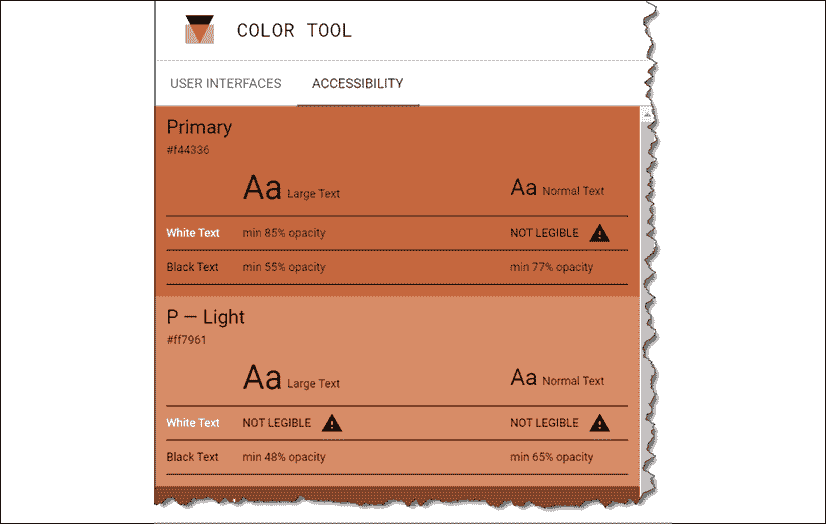 COLOR TOOL
USER INTERFACES ACCESSIBILITY
Primary
#f44336
Aa Large Text Aa Normal Text
White Text min 85% opacity NOT LEGIBLE
Black Text min 55% opacity min 77% opacity
P — Light
#ff7961
Aa Large Text Aa Normal Text
White Text NOT LEGIBLE NOT LEGIBLE
Black Text min 48% opacity min 65% opacity